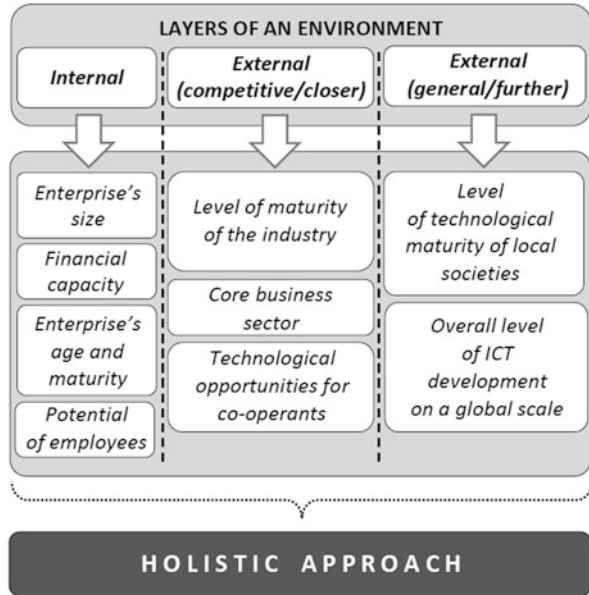 LAYERS OF AN ENVIRONMENT
Internal
External
(competitive/closer)
External
(general/further)
Enterprise's
size
Financial
capacity
Enterprise's
age and
maturity
Potential
of employees
Level of maturity
of the industry
Core business
sector
Technological
opportunities for
co-operants
Level
of technological
maturity of local
societies
Overall level
of ICT
development
on a global scale
HOLISTIC APPROACH